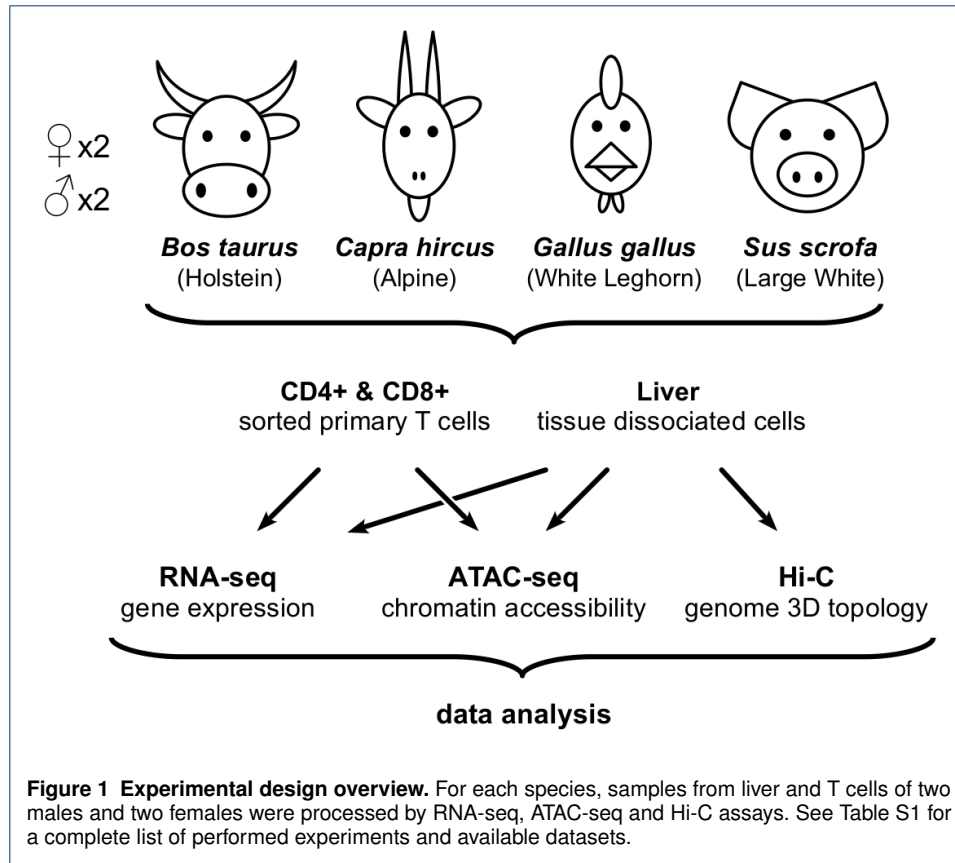 ♀x2
♂x2
Bos taurus Capra hircus Gallus gallus Sus scrofa
(Holstein) (Alpine) (White Leghorn) (Large White)
CD4+ & CD8+ Liver
sorted primary T cells tissue dissociated cells
RNA-seq ATAC-seq Hi-C
gene expression chromatin accessibility genome 3D topology
data analysis
Figure 1 Experimental design overview. For each species, samples from liver and T cells of two
males and two females were processed by RNA-seq, ATAC-seq and Hi-C assays. See Table S1 for
a complete list of performed experiments and available datasets.